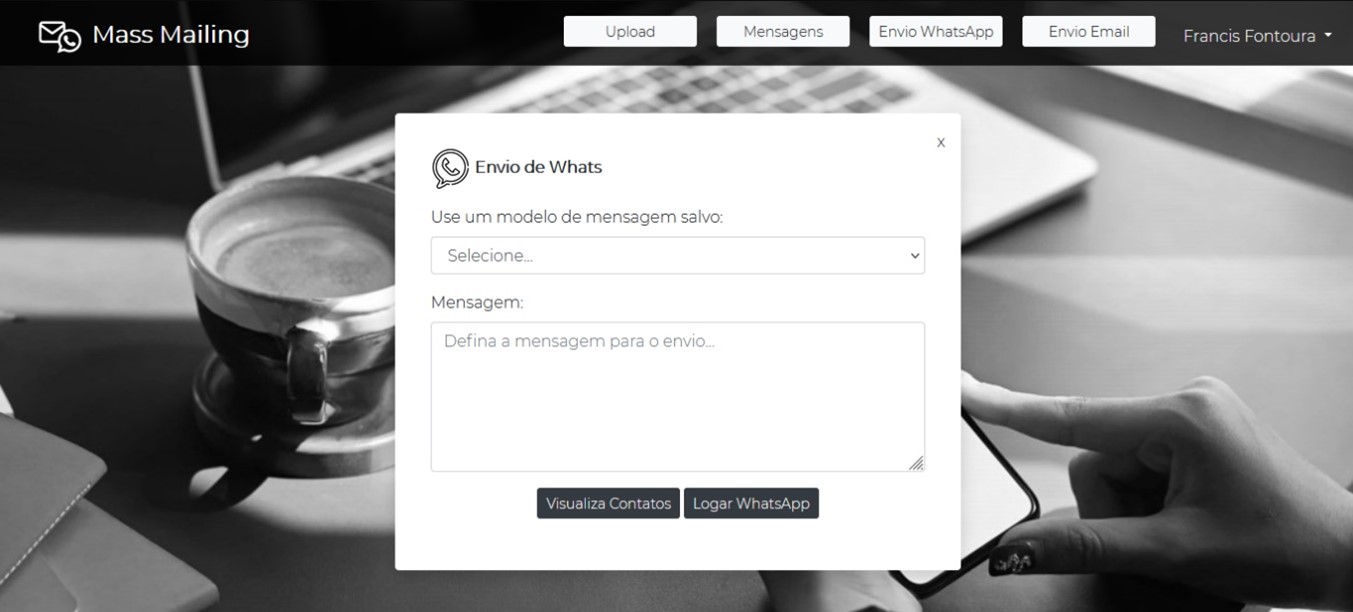 Mass Mailing
Upload
Mensagens
Envio WhatsApp
Envio Email
Francis Fontoura
x
Envio de Whats
Use um modelo de mensagem salvo:
Selecione...
Mensagem:
Defina a mensagem para o envio...
Visualiza Contatos
Logar WhatsApp